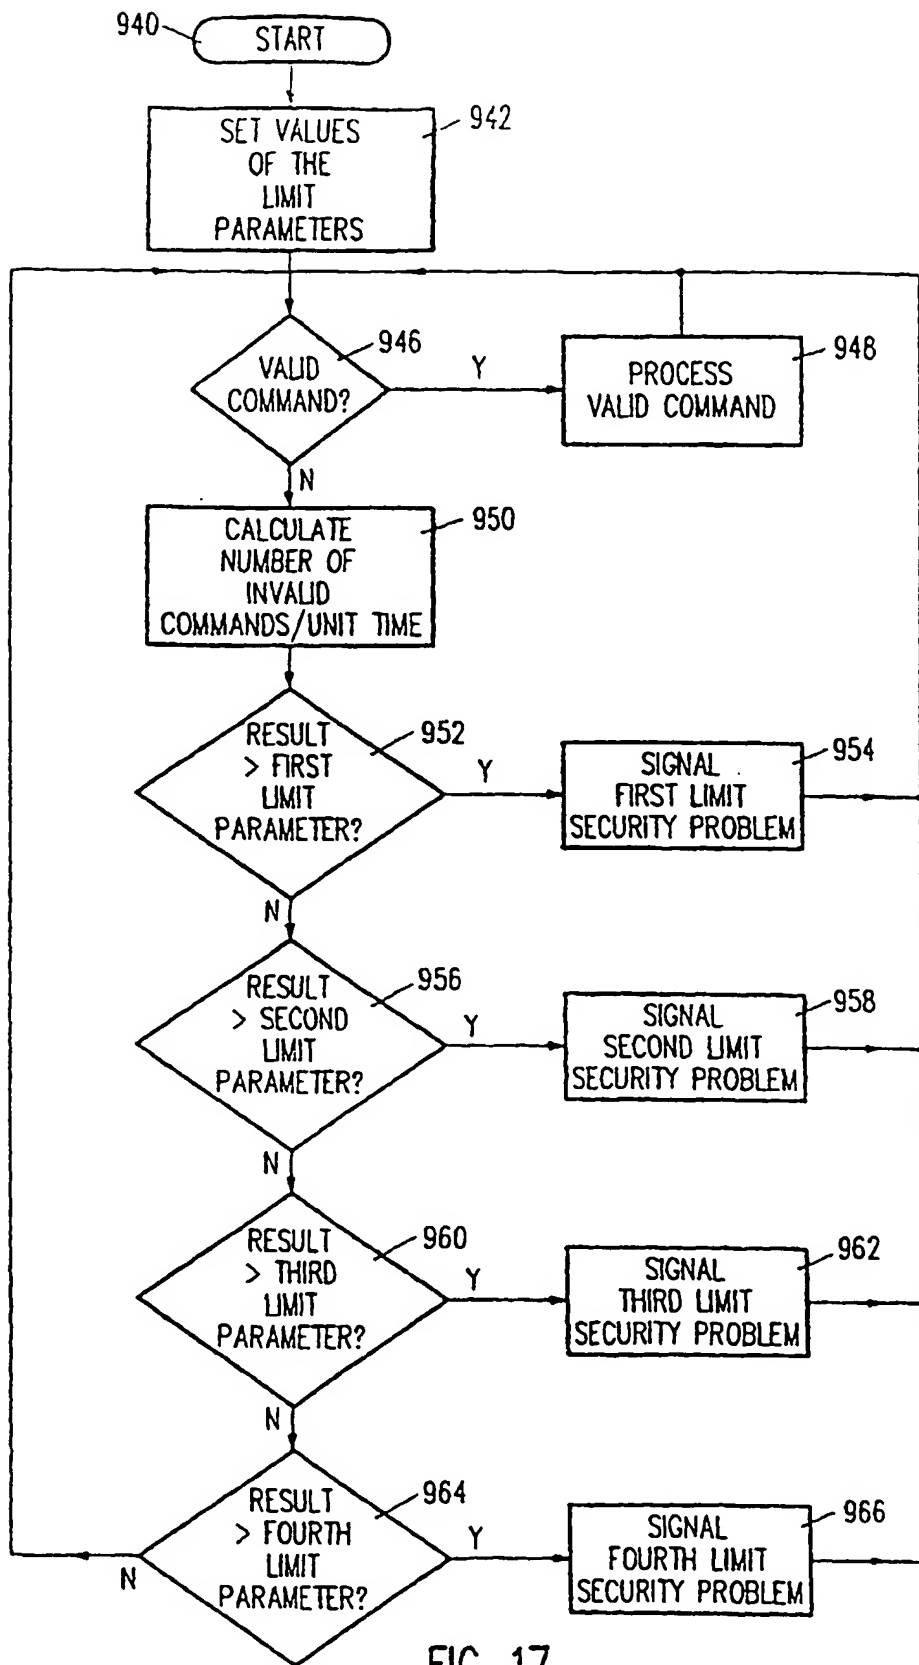 940
START
942
SET VALUES
OF THE
LIMIT
PARAMETERS
946
VALID
COMMAND?
Y
948
PROCESS
VALID COMMAND
N
950
CALCULATE
NUMBER OF
INVALID
COMMANDS/UNIT TIME
952
RESULT
> FIRST
LIMIT
PARAMETER?
Y
954
SIGNAL
FIRST LIMIT
SECURITY PROBLEM
N
956
RESULT
> SECOND
LIMIT
PARAMETER?
Y
958
SIGNAL
SECOND LIMIT
SECURITY PROBLEM
N
960
RESULT
> THIRD
LIMIT
PARAMETER?
Y
962
SIGNAL
THIRD LIMIT
SECURITY PROBLEM
N
964
RESULT
> FOURTH
LIMIT
PARAMETER?
Y
966
SIGNAL
FOURTH LIMIT
SECURITY PROBLEM
N
FIG. 17